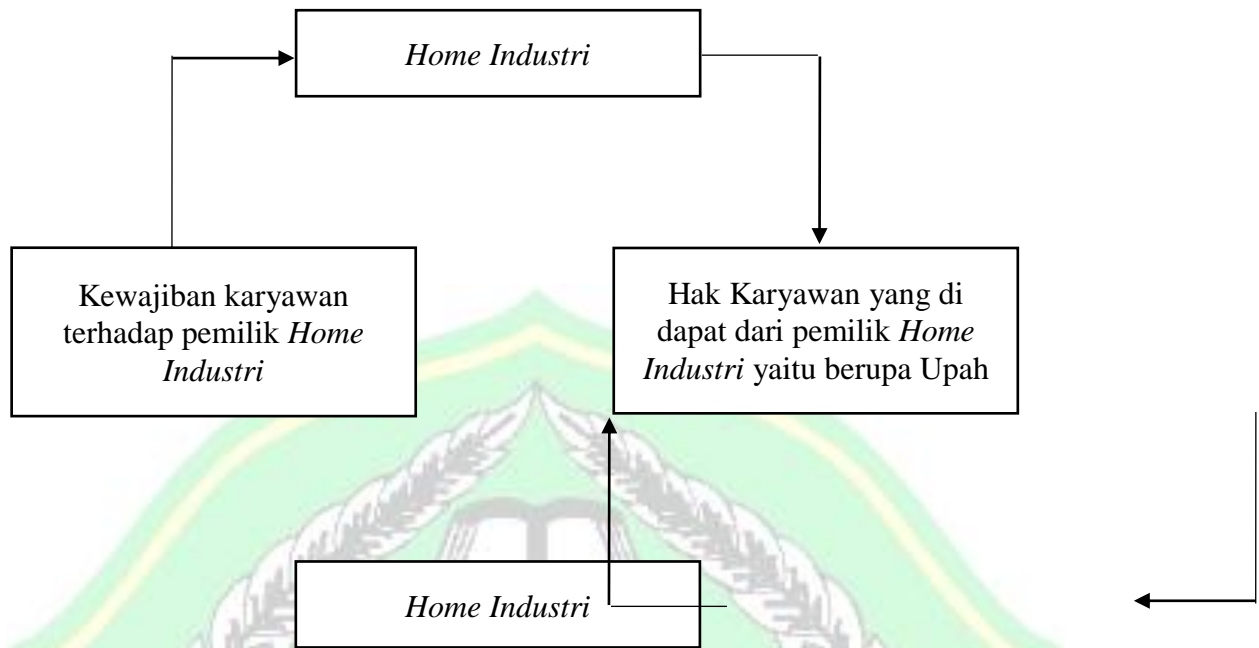 Home Industri
Kewajiban karyawan
terhadap pemilik Home
Industri
Hak Karyawan yang di
dapat dari pemilik Home
Industri yaitu berupa Upah
Home Industri